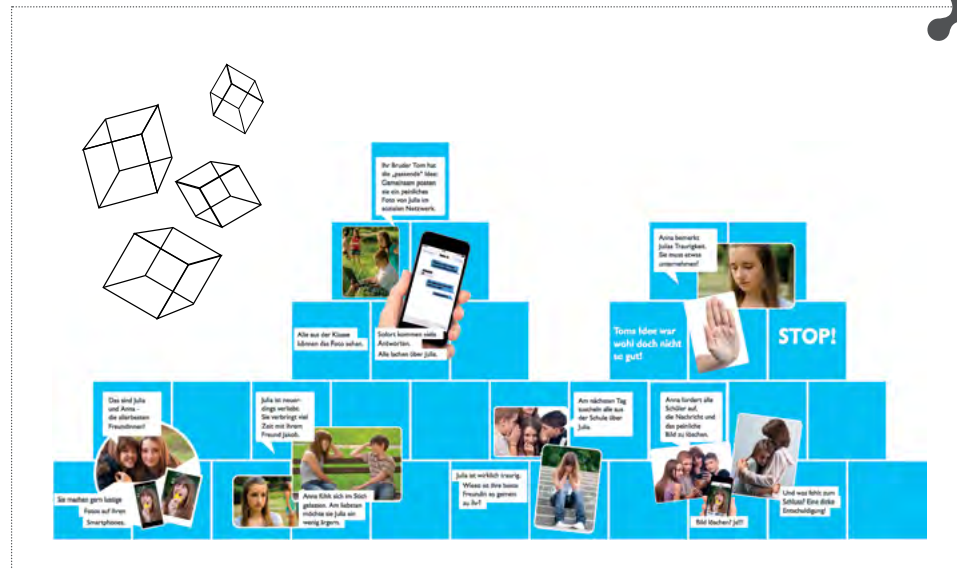 Das sind Julia
und Anna –
die allerbesten
Freundinnen!
Sie machen gern lustige
Fotos auf ihren
Smartphones.
Julia ist neuer-
dings verliebt.
Sie verbringt viel
Zeit mit ihrem
Freund Jakob.
Anna fühlt sich im Stich
gelassen. Am liebsten
möchte sie Julia ein
wenig ärgern.
Ihr Bruder Tom hat
die „passende“ Idee:
Gemeinsam posten
sie ein peinliches
Foto von Julia im
sozialen Netzwerk.
Alle aus der Klasse
können das Foto sehen.
Sofort kommen viele
Antworten.
Alle lachen über Julia.
Am nächsten Tag
tuscheln alle aus
der Schule über
Julia.
Julia ist wirklich traurig.
Wieso ist ihre beste
Freundin so gemein
zu ihr?
Anna bemerkt
Julias Traurigkeit.
Sie muss etwas
unternehmen!
Toms Idee war
wohl doch nicht
so gut!
STOP!
Anna fordert alle
Schüler auf,
die Nachricht und
das peinliche
Bild zu löschen.
Bild löschen? Ja!!!
Und was fehlt zum
Schluss? Eine dicke
Entschuldigung!